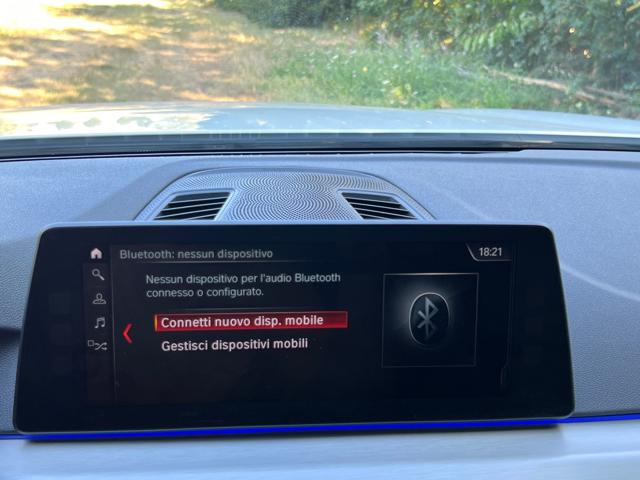 Bluetooth: nessun dispositivo
18:21
Nessun dispositivo per l'audio Bluetooth
connesso o configurato.
Connetti nuovo disp. mobile
Gestisci dispositivi mobili